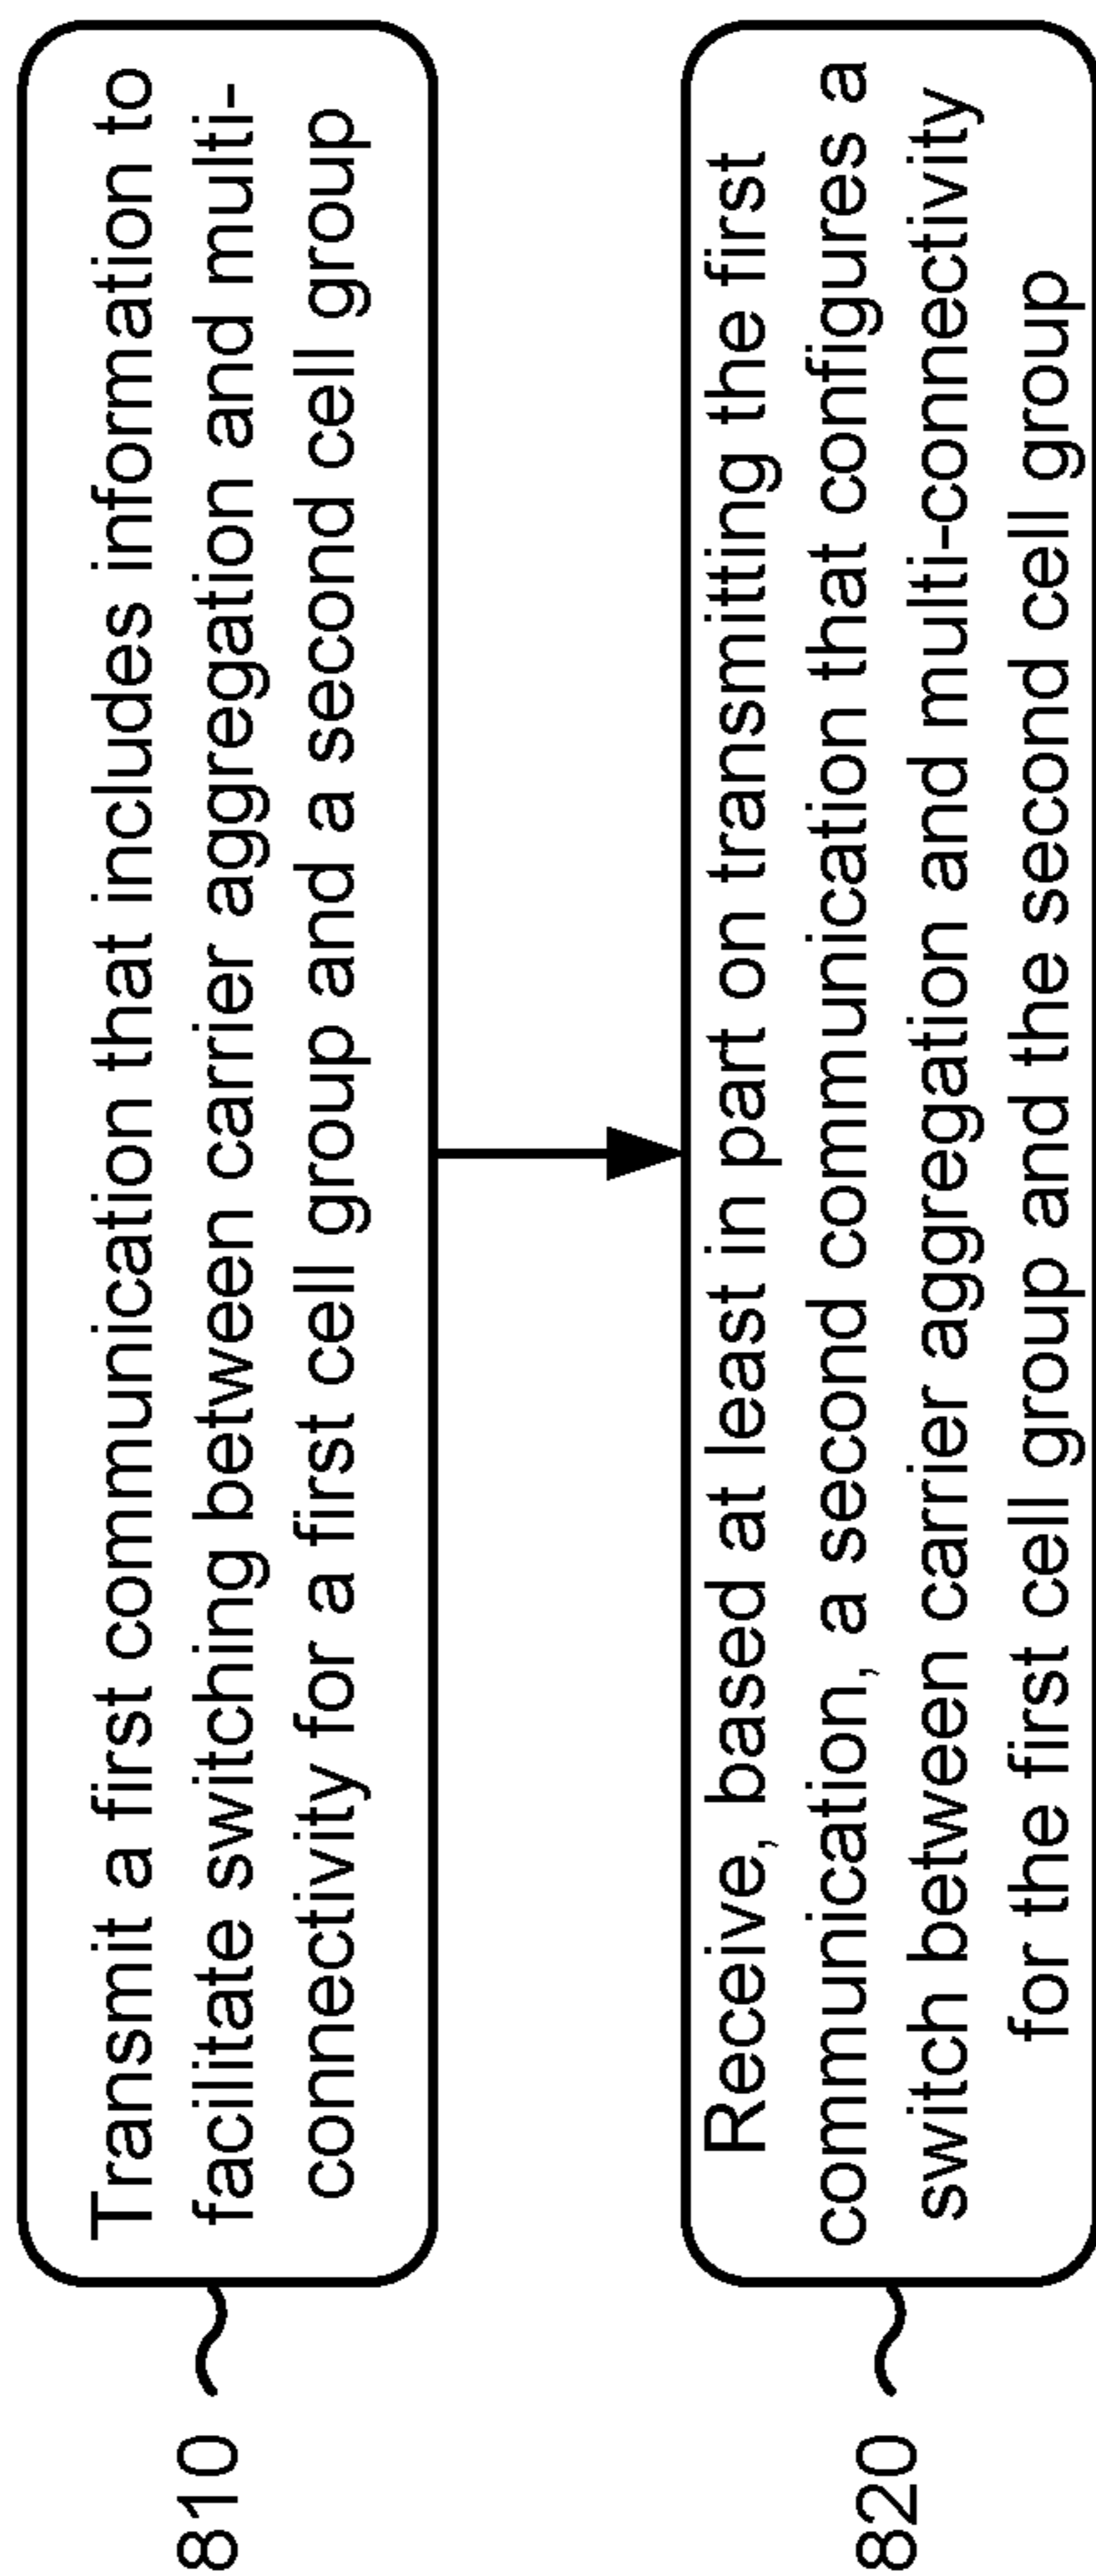 810
Transmit a first communication that includes information to
facilitate switching between carrier aggregation and multi-
connectivity for a first cell group and a second cell group
820
Receive, based at least in part on transmitting the first
communication, a second communication that configures a
switch between carrier aggregation and multi-connectivity
for the first cell group and the second cell group